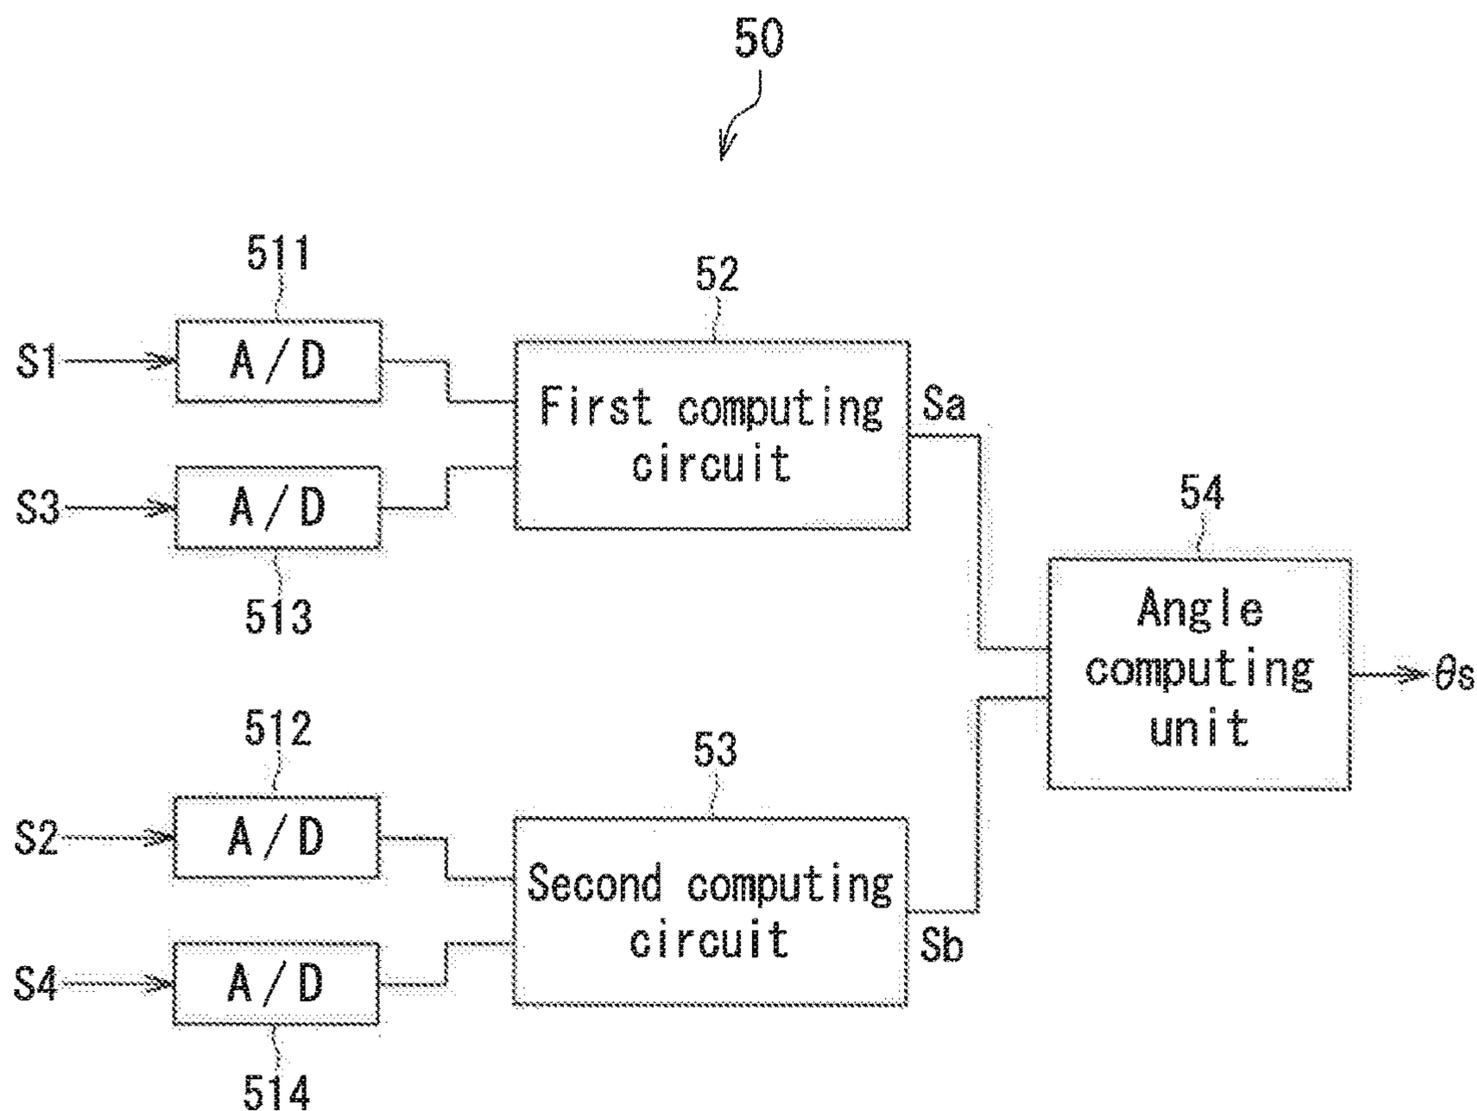 50
511
S1
A/D
52
First computing
circuit
Sa
S3
A/D
513
54
Angle
computing
unit
θs
512
S2
A/D
53
Second computing
circuit
Sb
S4
A/D
514